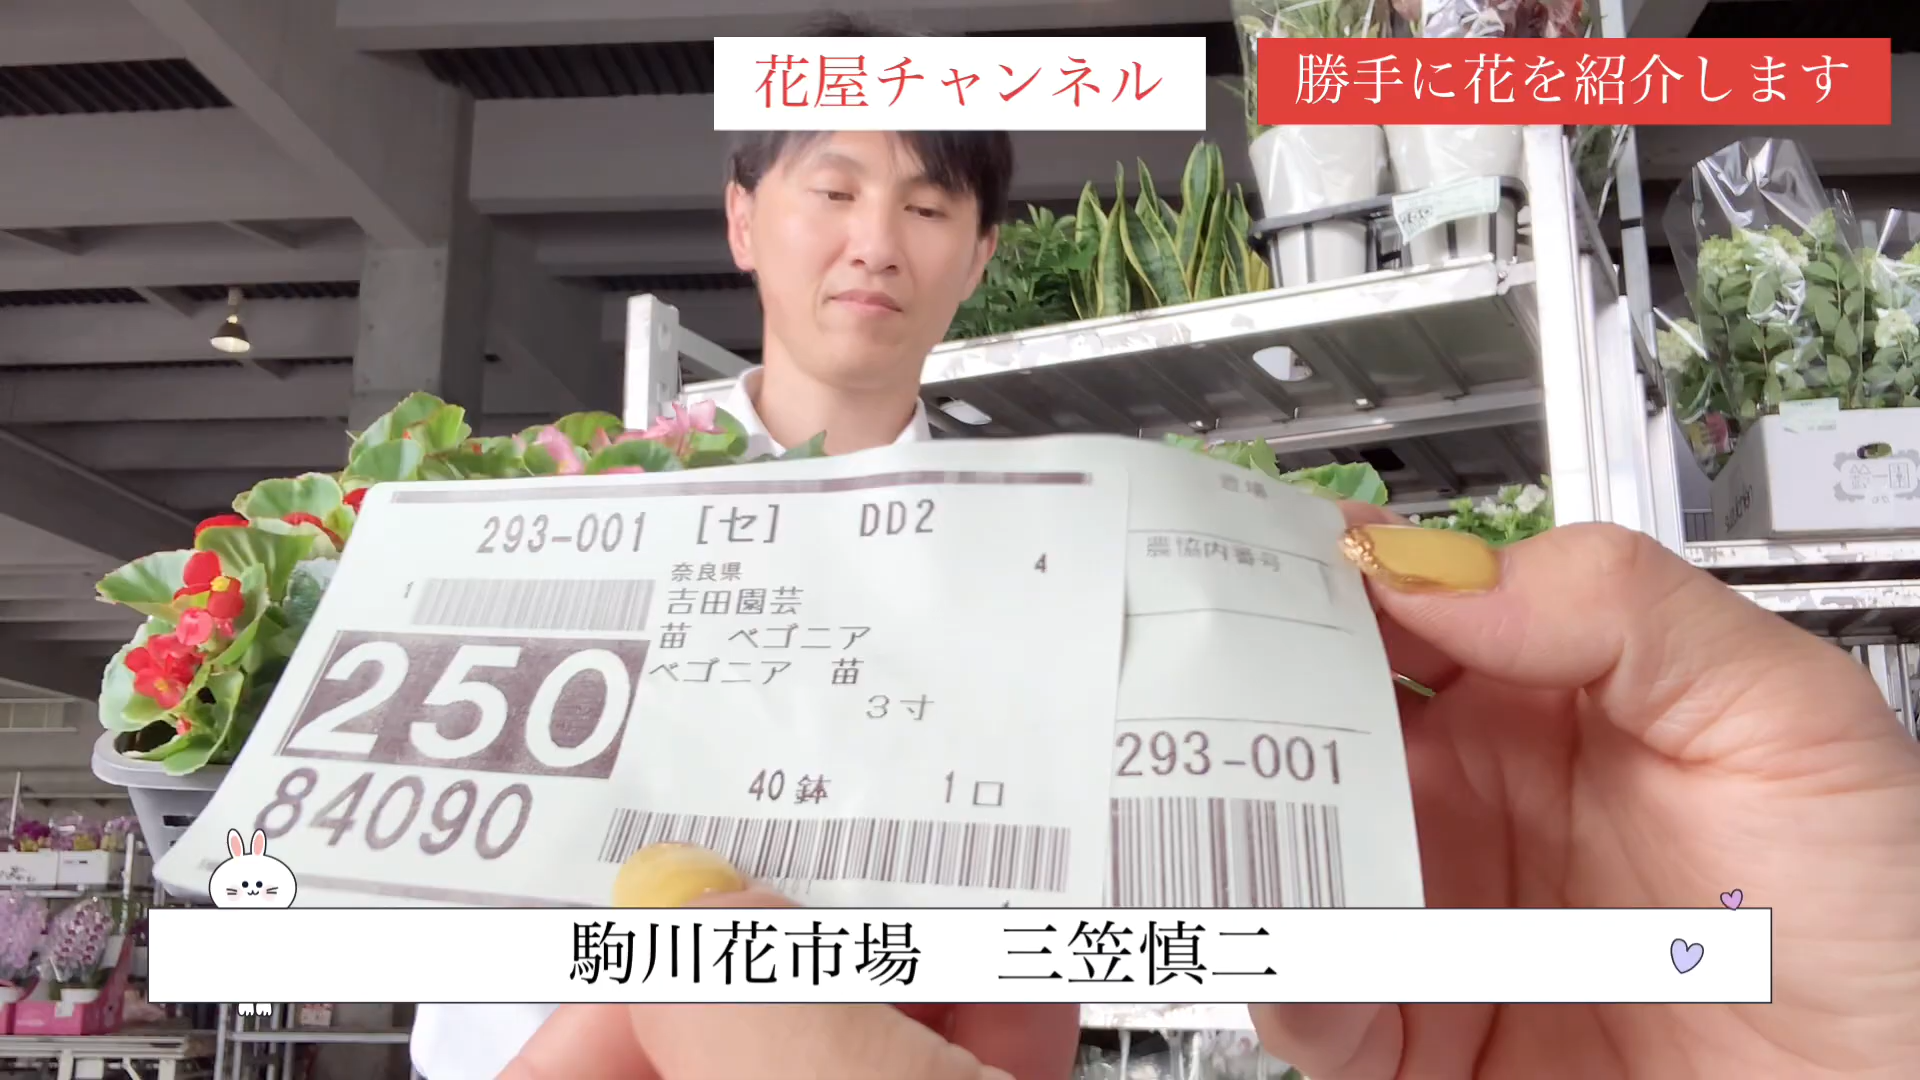 花屋チャンネル
勝手に花を紹介します
293-001 [セ] DD2
4
1
奈良県
吉田園芸
苗 ベゴニア
ベゴニア 苗
3寸
250
84090
40鉢 1口
農協内番号
293-001
駒川花市場 三笠慎二